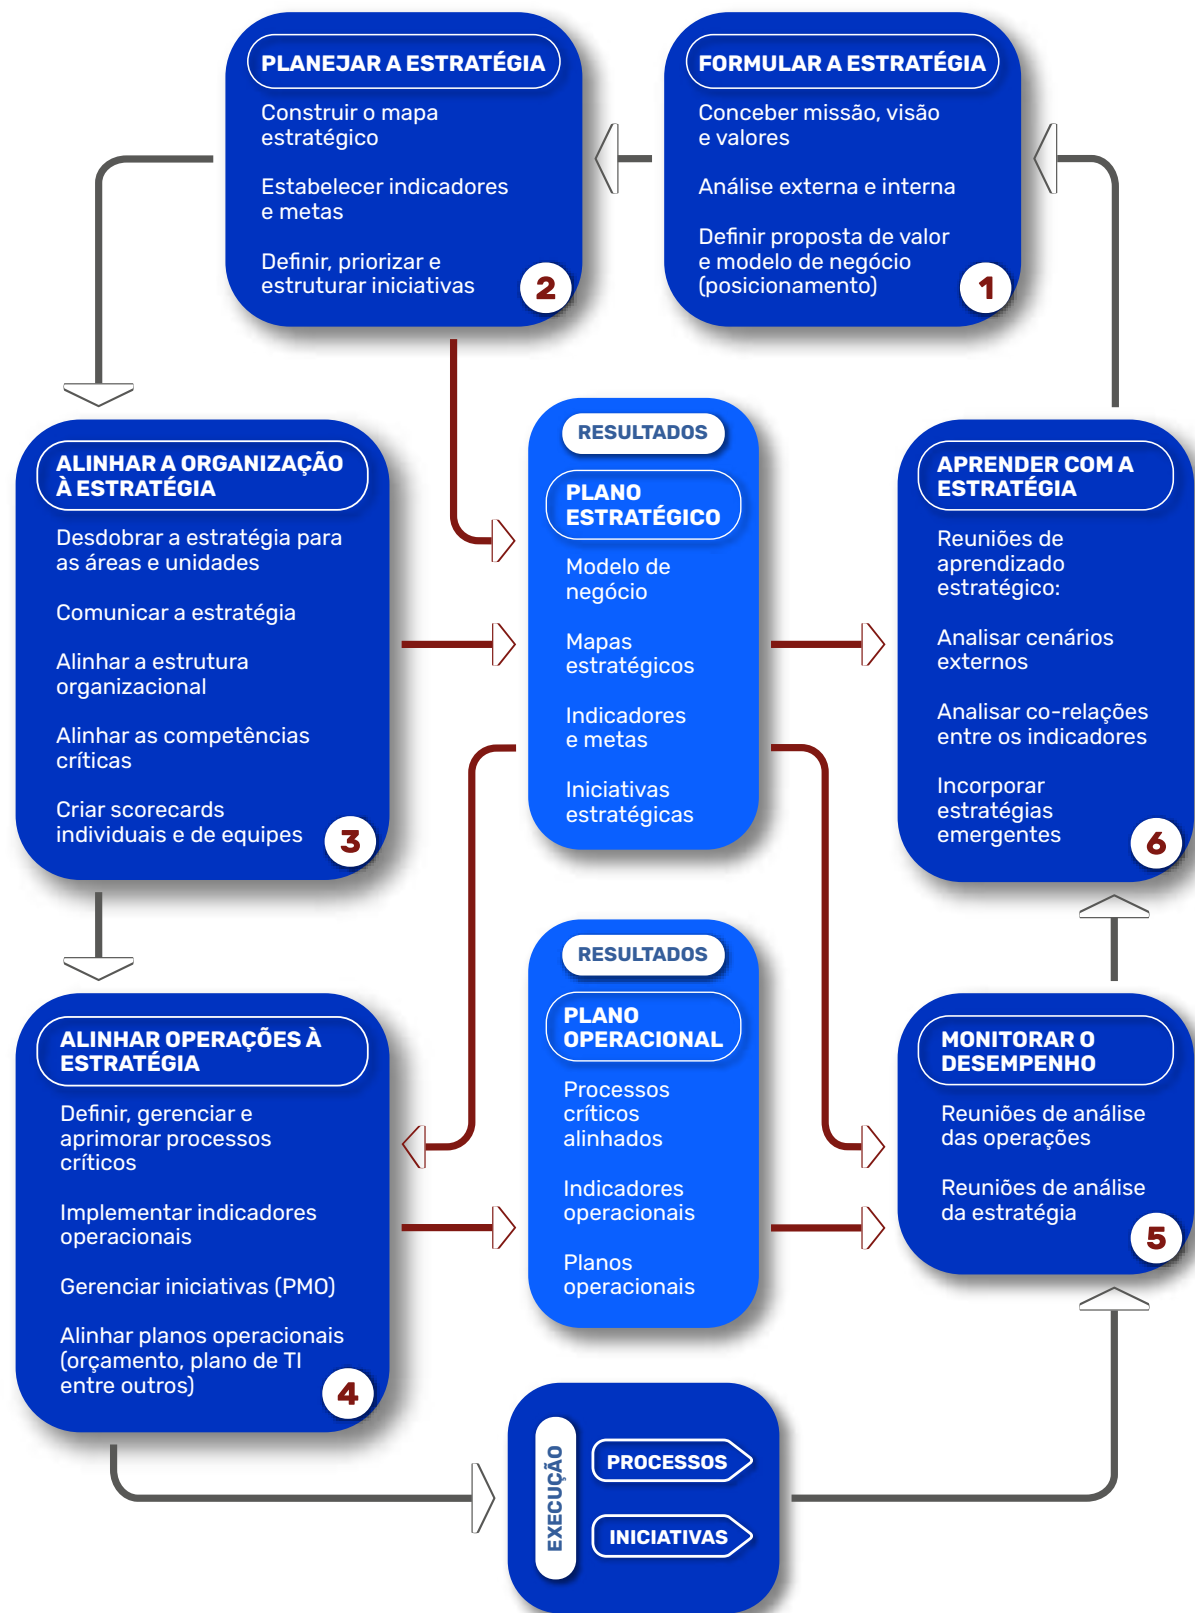 FORMULAR A ESTRATÉGIA
Conceber missão, visão
e valores
Análise externa e interna
Definir proposta de valor
e modelo de negócio
(posicionamento)
1
PLANEJAR A ESTRATÉGIA
Construir o mapa
estratégico
Estabelecer indicadores
e metas
Definir, priorizar e
estruturar iniciativas
2
ALINHAR A ORGANIZAÇÃO
À ESTRATÉGIA
Desdobrar a estratégia para
as áreas e unidades
Comunicar a estratégia
Alinhar a estrutura
organizacional
Alinhar as competências
críticas
Criar scorecards
individuais e de equipes
3
RESULTADOS
PLANO
ESTRATÉGICO
Modelo de
negócio
Mapas
estratégicos
Indicadores
e metas
Iniciativas
estratégicas
APRENDER COM A
ESTRATÉGIA
Reuniões de
aprendizado
estratégico:
Analisar cenários
externos
Analisar co-relações
entre os indicadores
Incorporar
estratégias
emergentes
6
ALINHAR OPERAÇÕES À
ESTRATÉGIA
Definir, gerenciar e
aprimorar processos
críticos
Implementar indicadores
operacionais
Gerenciar iniciativas (PMO)
Alinhar planos operacionais
(orçamento, plano de TI
entre outros)
4
RESULTADOS
PLANO
OPERACIONAL
Processos
críticos
alinhados
Indicadores
operacionais
Planos
operacionais
MONITORAR O
DESEMPENHO
Reuniões de análise
das operações
Reuniões de análise
da estratégia
5
EXECUÇÃO
PROCESSOS
INICIATIVAS